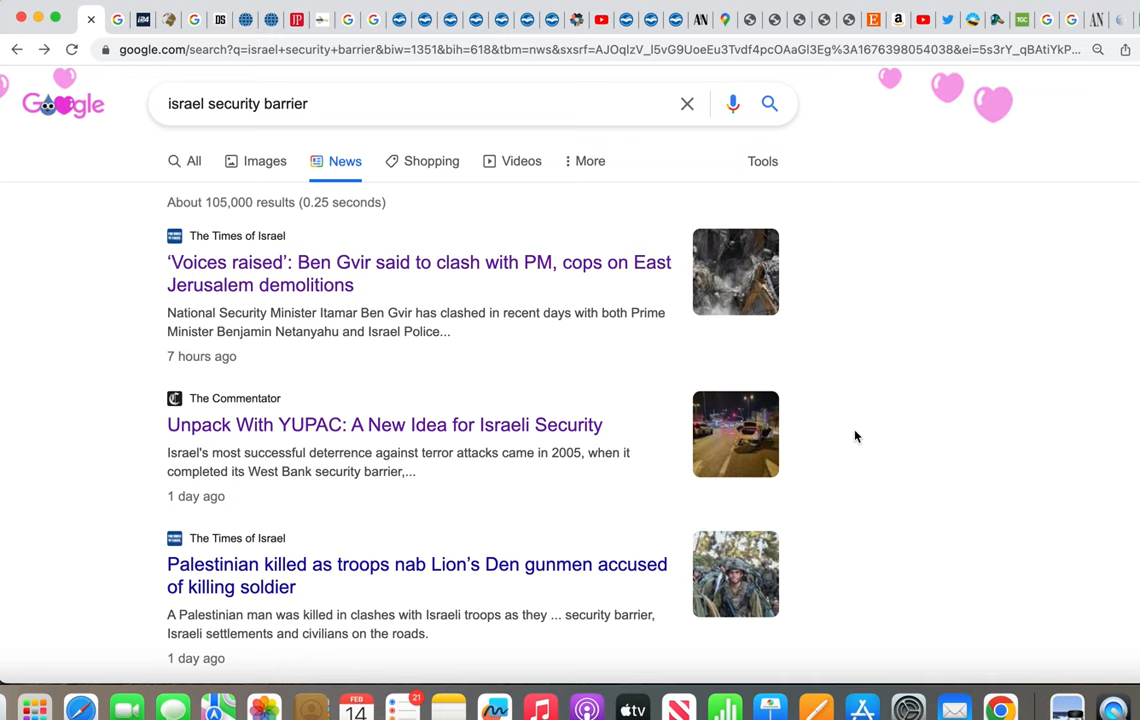 google.com/search?q=israel+security+barrier&biw=1351&bih=618&tbm=nws&sxsrf=AJOqlzV_l5vG9UoeEu3Tvdf4pcOAaGl3Eg%3A1676398054038&ei=5s3rY_qBAtiYkP...
Google
israel security barrier
All Images News Shopping Videos More Tools
About 105,000 results (0.25 seconds)
The Times of Israel
‘Voices raised’: Ben Gvir said to clash with PM, cops on East
Jerusalem demolitions
National Security Minister Itamar Ben Gvir has clashed in recent days with both Prime
Minister Benjamin Netanyahu and Israel Police...
7 hours ago
The Commentator
Unpack With YUPAC: A New Idea for Israeli Security
Israel's most successful deterrence against terror attacks came in 2005, when it
completed its West Bank security barrier,...
1 day ago
The Times of Israel
Palestinian killed as troops nab Lion’s Den gunmen accused
of killing soldier
A Palestinian man was killed in clashes with Israeli troops as they ... security barrier,
Israeli settlements and civilians on the roads.
1 day ago
FEB
14
21
tv